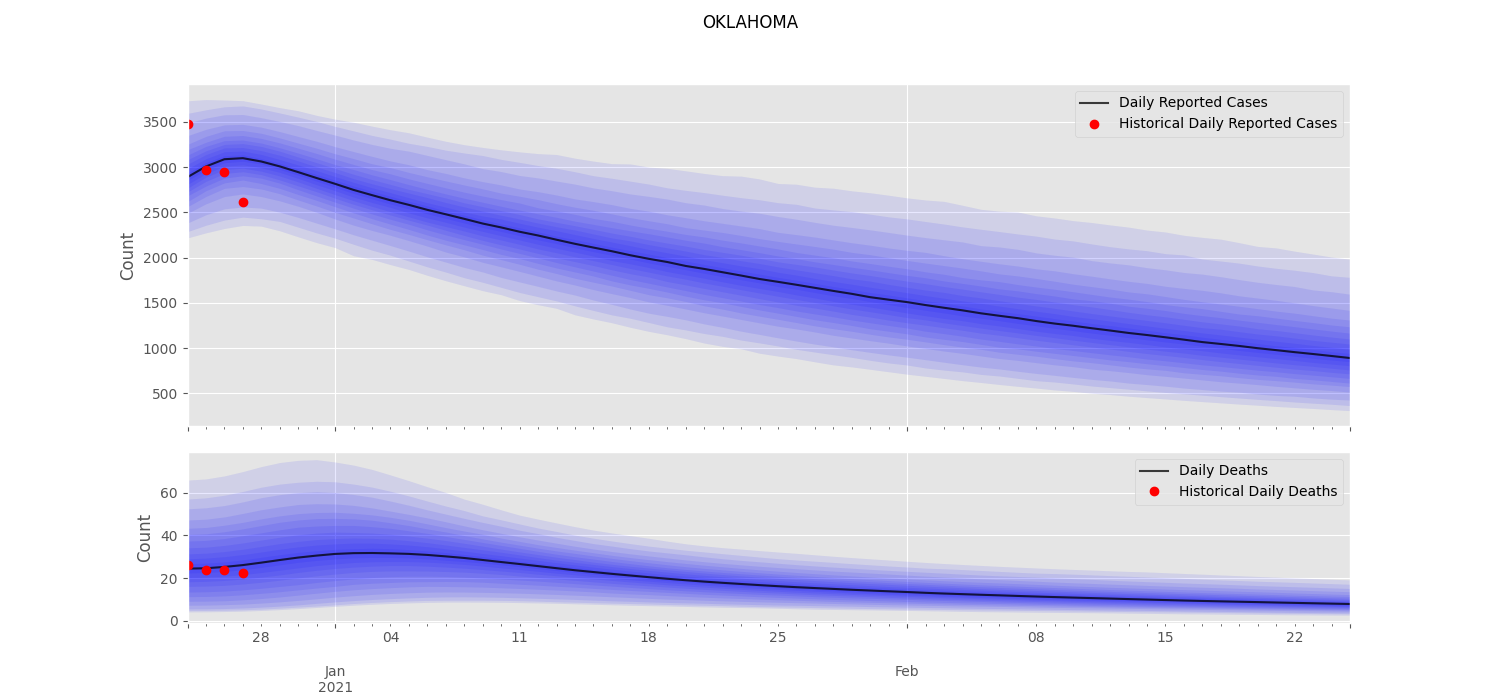 OKLAHOMA
Daily Reported Cases
Historical Daily Reported Cases
Count
3500
3000
2500
2000
1500
1000
500
Daily Deaths
Historical Daily Deaths
Count
60
40
20
0
28 04 11 18 25 08 15 22
Jan Feb
2021